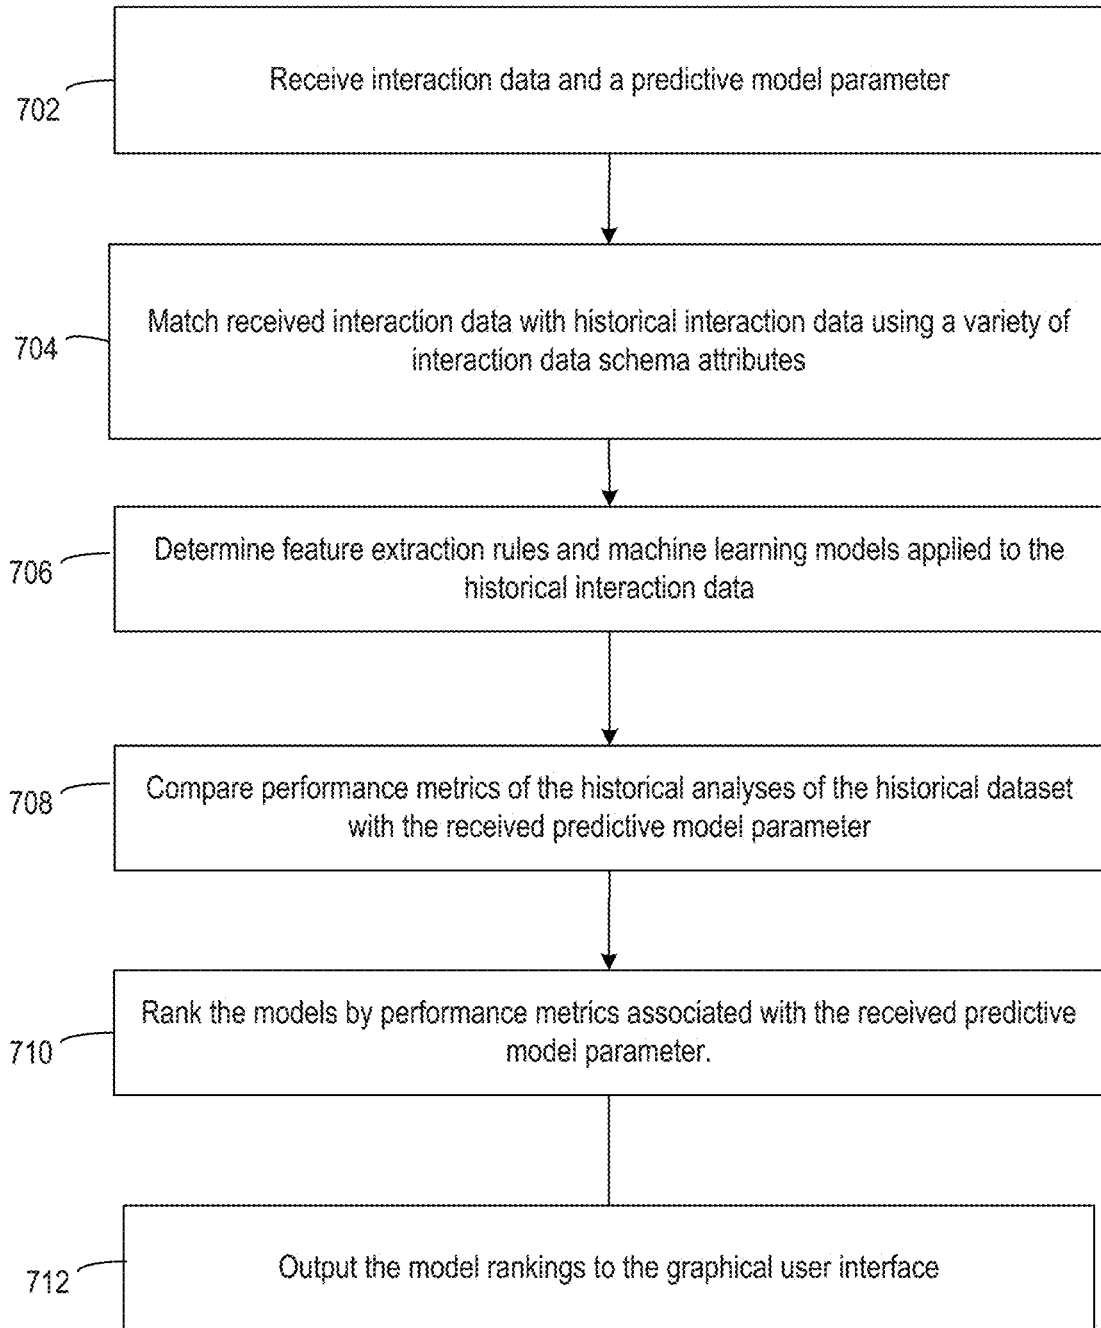 Receive interaction data and a predictive model parameter
702
Match received interaction data with historical interaction data using a variety of
interaction data schema attributes
704
Determine feature extraction rules and machine learning models applied to the
historical interaction data
706
Compare performance metrics of the historical analyses of the historical dataset
with the received predictive model parameter
708
Rank the models by performance metrics associated with the received predictive
model parameter.
710
Output the model rankings to the graphical user interface
712